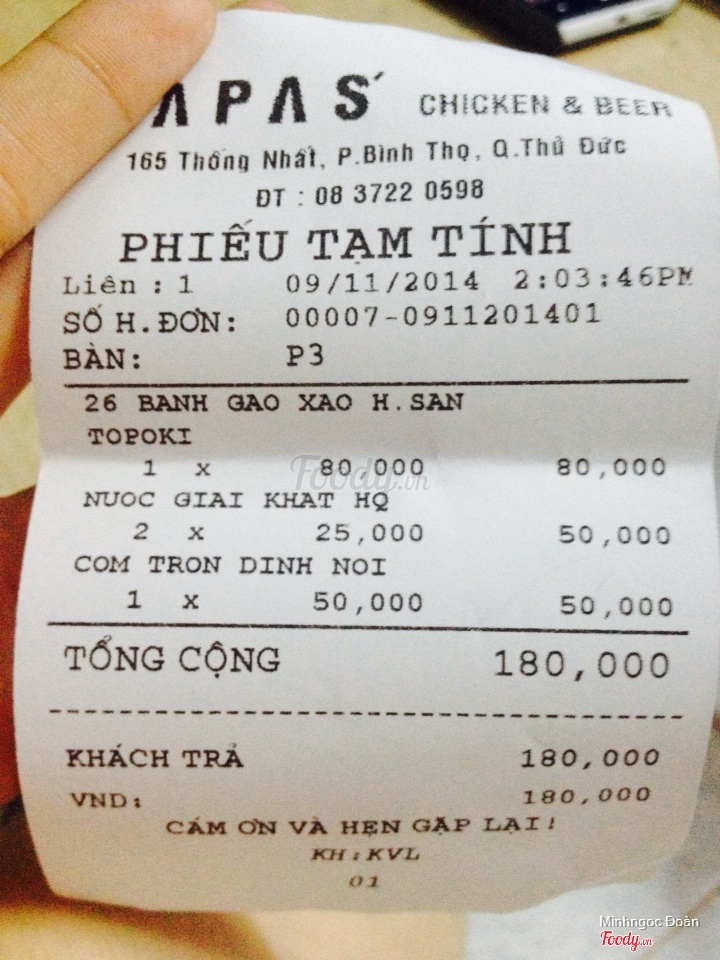 APAS' CHICKEN & BEER
165 Thống Nhất, P.Bình Thọ, Q.Thủ Đức
ĐT : 08 3722 0598
PHIẾU TẠM TÍNH
Liên : 1 09/11/2014 2:03:46PM
SỐ H.ĐƠN: 00007-0911201401
BÀN: P3
26 BANH GAO XAO H.SAN
TOPOKI
1 x 80,000 80,000
NUOC GIAI KHAT HQ
2 x 25,000 50,000
COM TRON DINH NOI
1 x 50,000 50,000
TỔNG CỘNG 180,000
KHÁCH TRẢ 180,000
VND: 180,000
CÁM ƠN VÀ HẸN GẶP LẠI!
KH:KVL
01
Foody.vn
Minhngoc Đoàn
Foody.vn